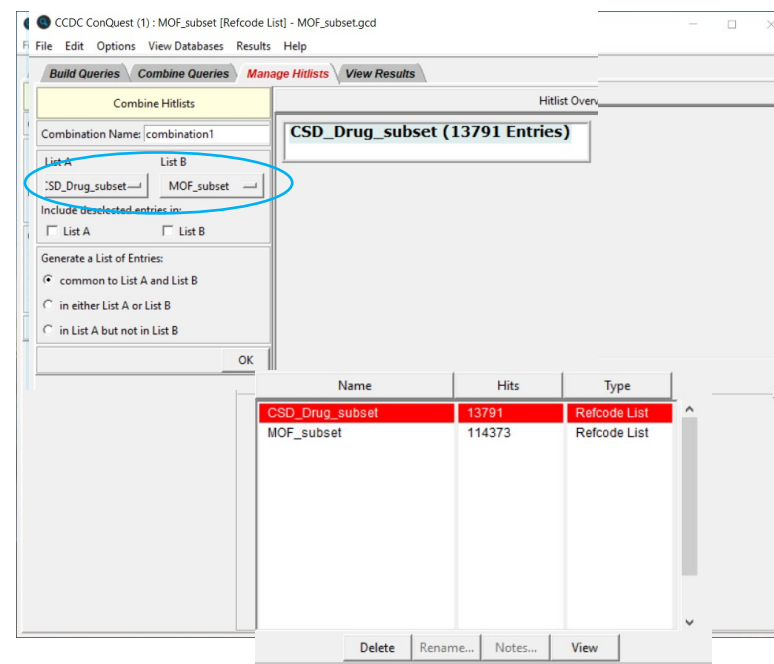 CCDC ConQuest (1) : MOF_subset [Refcode List] - MOF_subset.gcd
File Edit Options View Databases Results Help
Build Queries Combine Queries Manage Hitlists View Results
Combine Hitlists
Hitlist Overv
Combination Name: combination1
CSD_Drug_subset (13791 Entries)
List A List B
:SD_Drug_subset MOF_subset
Include deselected entries in:
List A List B
Generate a List of Entries:
common to List A and List B
in either List A or List B
in List A but not in List B
OK
Name Hits Type
CSD_Drug_subset 13791 Refcode List
MOF_subset 114373 Refcode List
Delete Rename... Notes... View